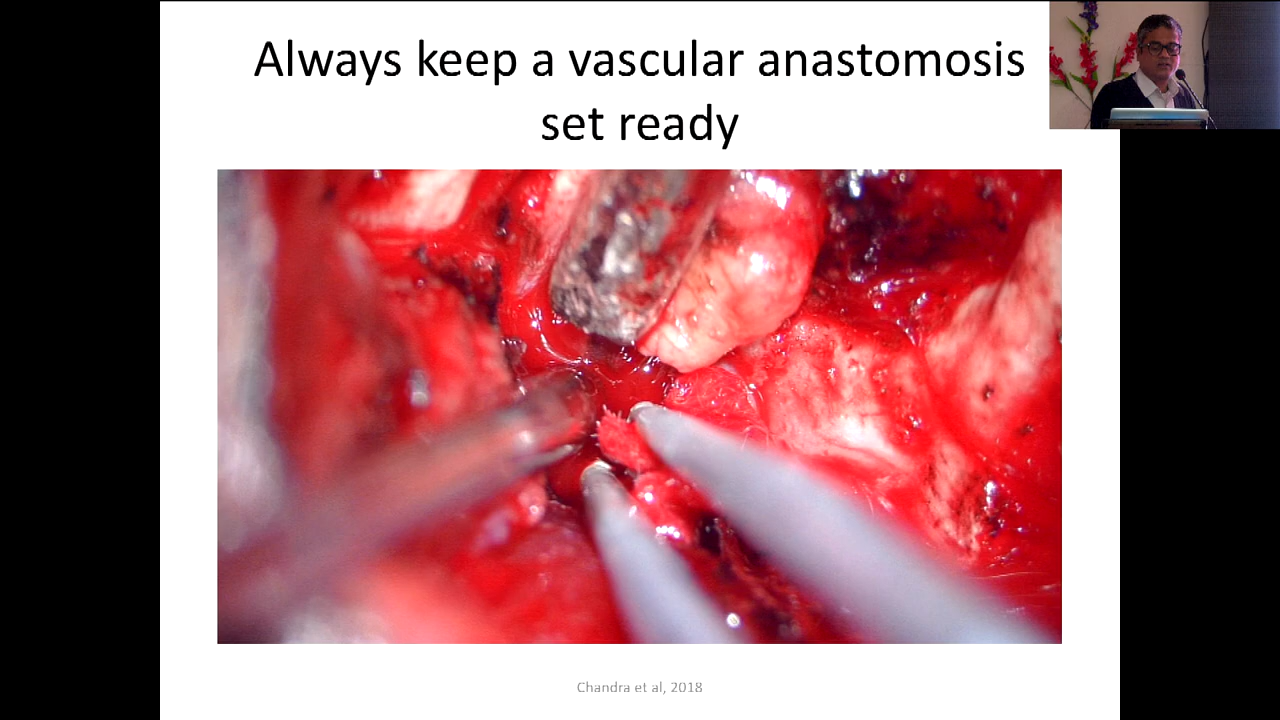 Always keep a vascular anastomosis
set ready
Chandra et al, 2018